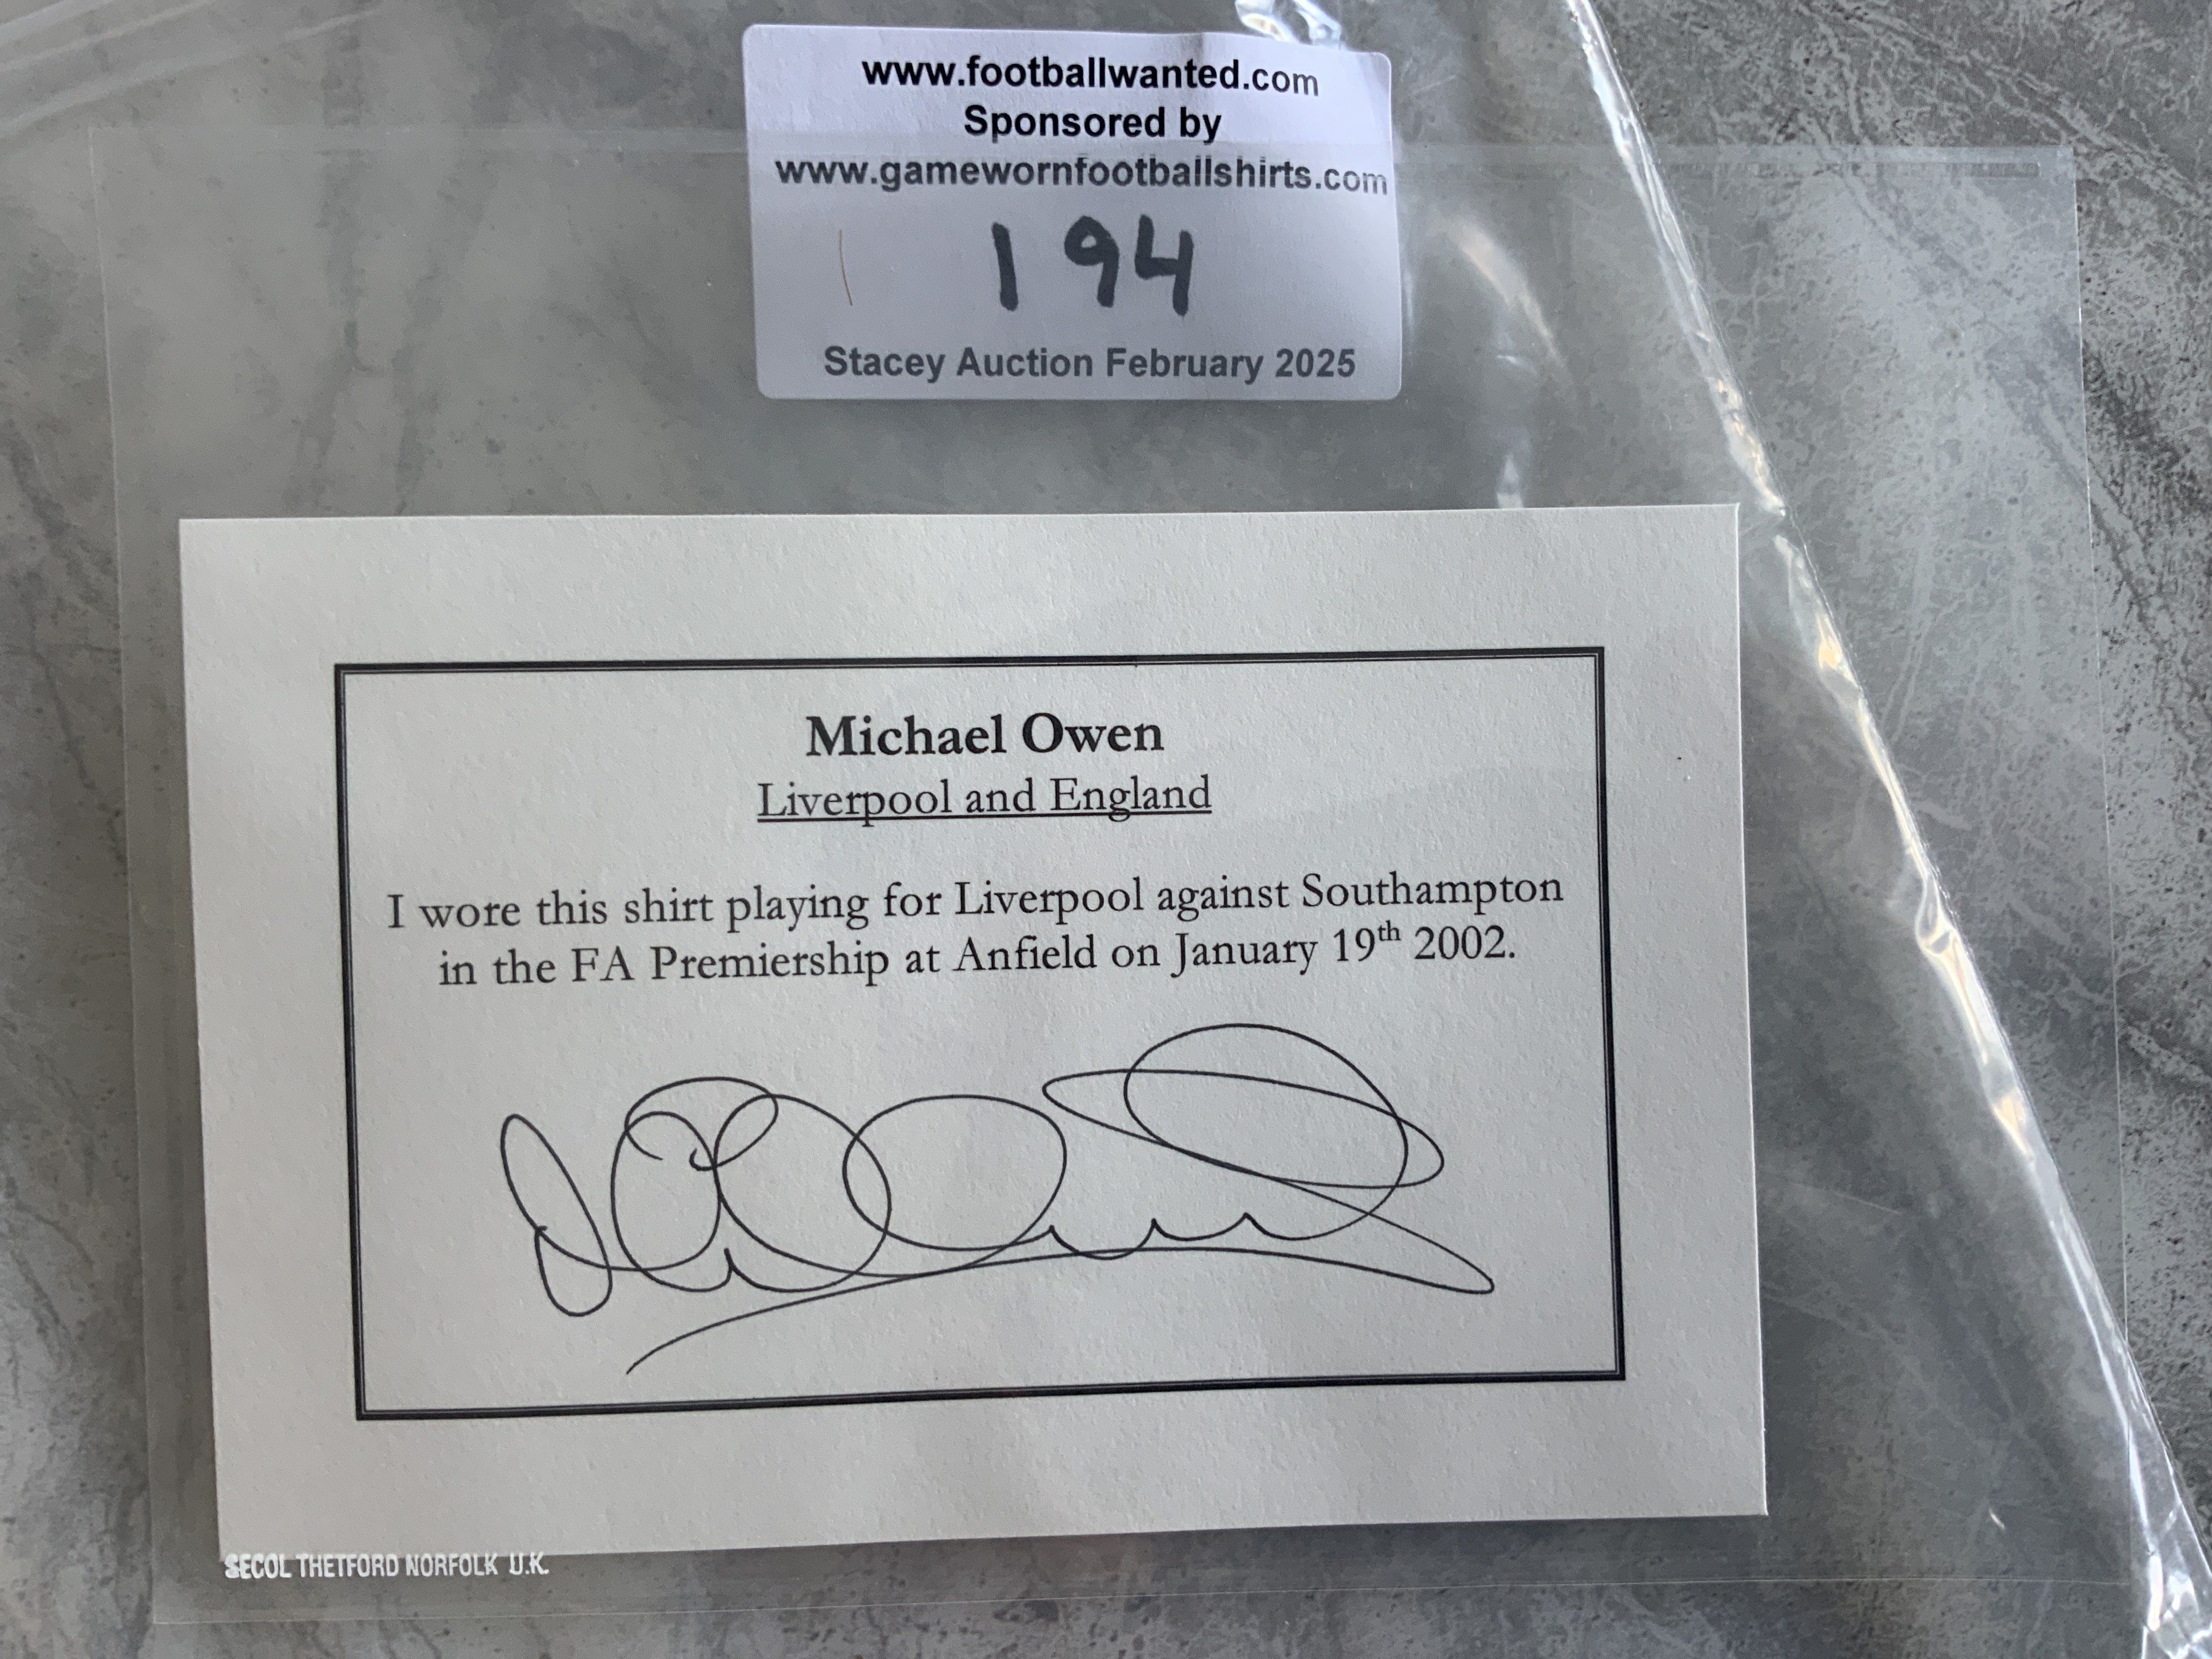 www.footballwanted.com
Sponsored by
www.gamewornfootballshirts.com
194
Stacey Auction February 2025
Michael Owen
Liverpool and England
I wore this shirt playing for Liverpool against Southampton
in the FA Premiership at Anfield on January 19th 2002.
SECOL THETFORD NORFOLK U.K.